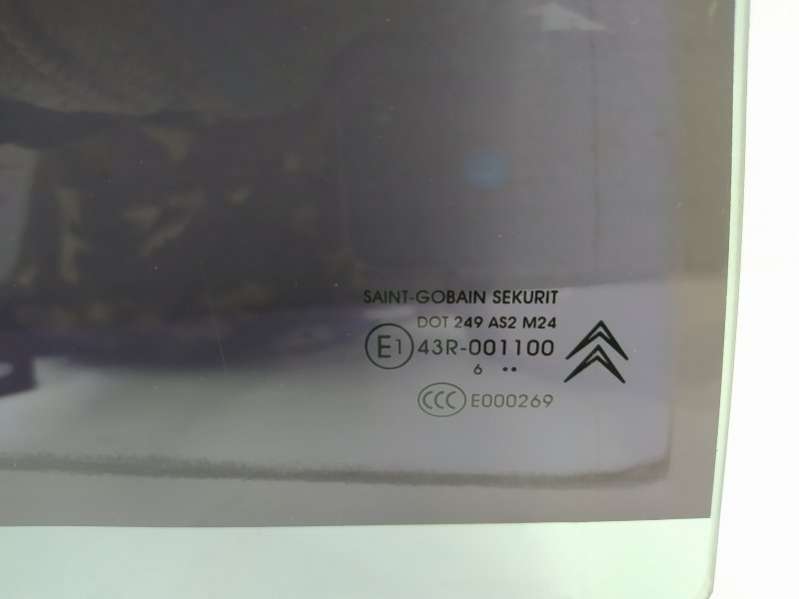 SAINT-GOBAIN SEKURIT
DOT 249 AS2 M24
E1 43R-001100
6 ..
CCC E000269